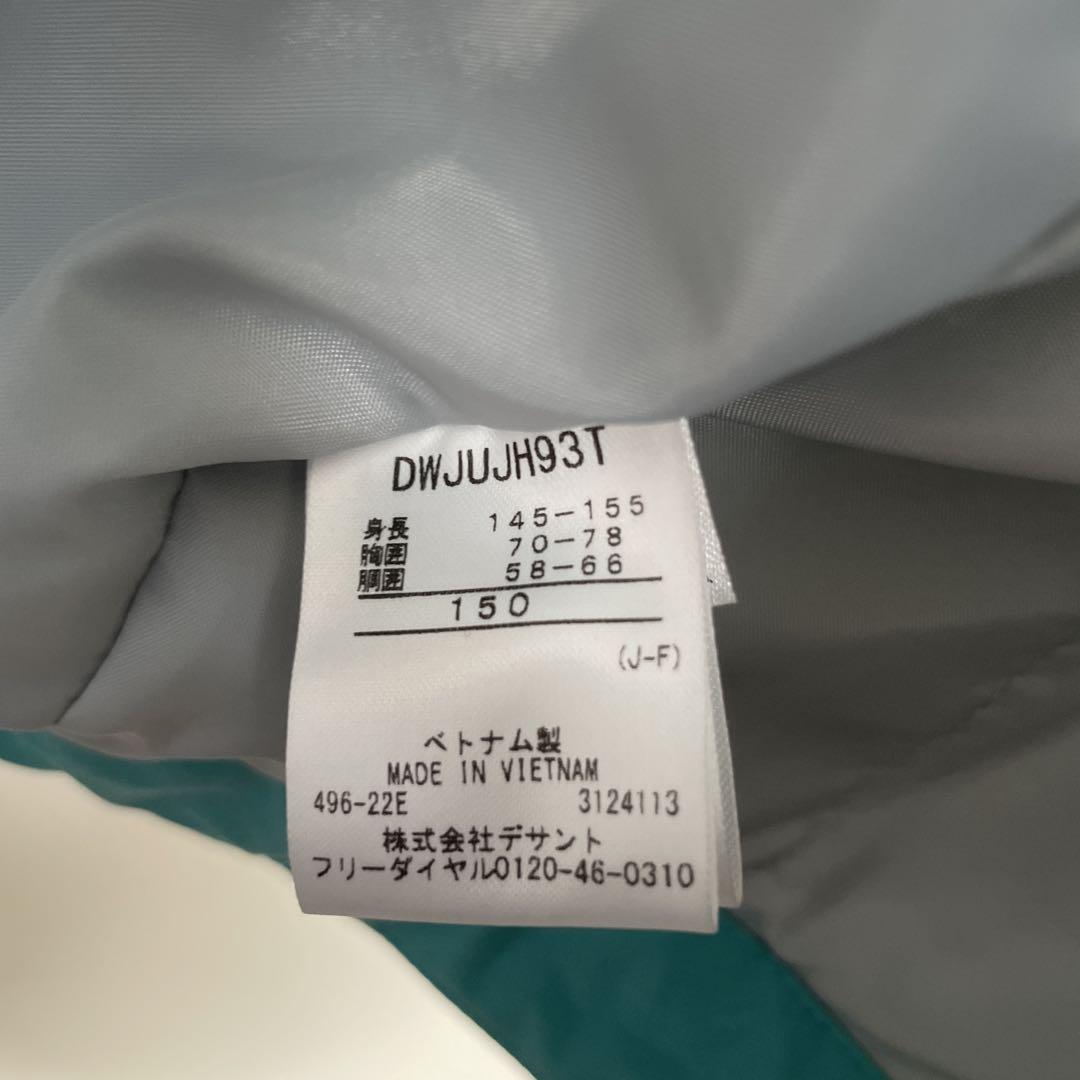 DWJUJH93T
身長 145-155
胸囲 70-78
胴囲 58-66
150
(J-F)
ベトナム製
MADE IN VIETNAM
496-22E 3124113
株式会社デサント
フリーダイヤル0120-46-0310